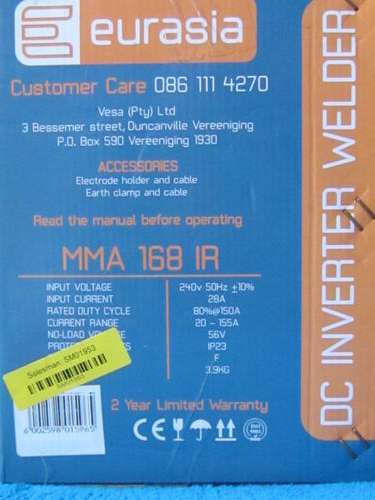 eurasia
Customer Care 086 111 4270
Vesa (Pty) Ltd
3 Bessemer street, Duncanville Vereeniging
P.O. Box 590 Vereeniging 1930
ACCESSORIES
Electrode holder and cable
Earth clamp and cable
Read the manual before operating
MMA 168 IR
INPUT VOLTAGE 240v 50Hz ±10%
INPUT CURRENT 28A
RATED DUTY CYCLE 80%@150A
CURRENT RANGE 20 - 155A
NO-LOAD 56V
IP23
F
3.9KG
Salesman: SM01953
2 Year Limited Warranty
CE
6002598015965
DC INVERTER WELDER